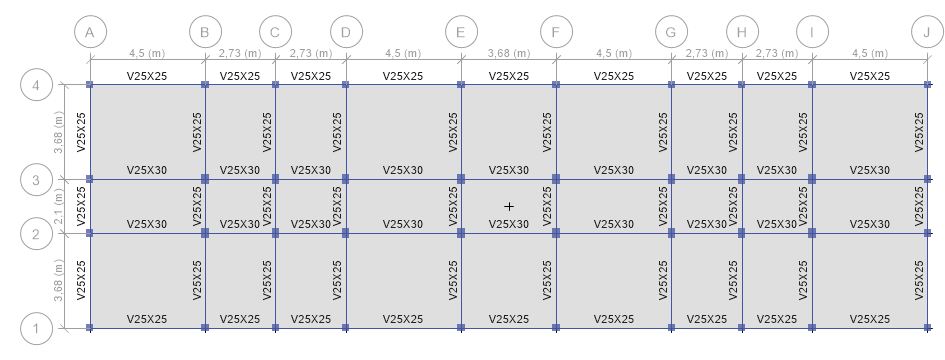 A B C D E F G H I J
4,5 (m) 2,73 (m) 2,73 (m) 4,5 (m) 3,68 (m) 4,5 (m) 2,73 (m) 2,73 (m) 4,5 (m)
V25X25 V25X25 V25X25 V25X25 V25X25 V25X25 V25X25 V25X25 V25X25
4
3,68 (m)
V25X25 V25X25 V25X25 V25X25 V25X25 V25X25 V25X25 V25X25 V25X25 V25X25
V25X30 V25X30 V25X30 V25X30 V25X30 V25X30 V25X30 V25X30 V25X30
3
2,1 (m)
V25X25 V25X25 V25X25 V25X25 V25X25 V25X25 V25X25 V25X25 V25X25 V25X25
V25X30 V25X30 V25X30 V25X30 V25X30 V25X30 V25X30 V25X30 V25X30
2
3,68 (m)
V25X25 V25X25 V25X25 V25X25 V25X25 V25X25 V25X25 V25X25 V25X25 V25X25
V25X25 V25X25 V25X25 V25X25 V25X25 V25X25 V25X25 V25X25 V25X25
1